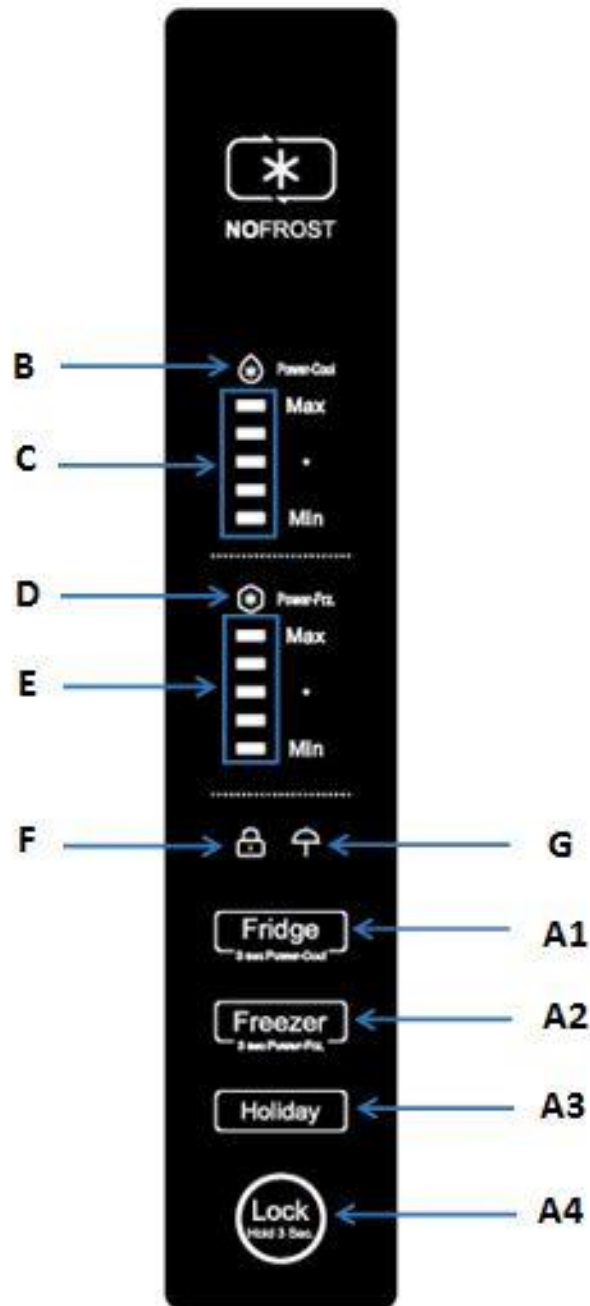 NOFROST
B
Power-Cool
Max
C
Min
D
Power-Frz.
Max
E
Min
F
G
Fridge
3 sec Power-Cool
A1
Freezer
3 sec Power-Frz.
A2
Holiday
A3
Lock
Hold 3 Sec.
A4